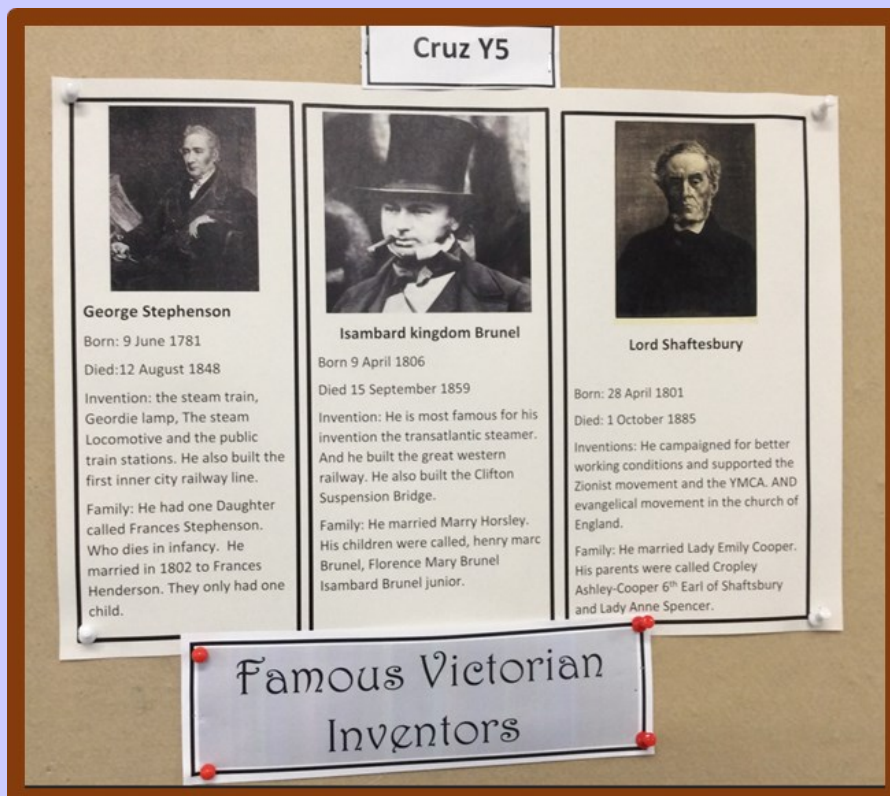 Cruz Y5
George Stephenson
Born: 9 June 1781
Died:12 August 1848
Invention: the steam train,
Geordie lamp, The steam
Locomotive and the public
train stations. He also built the
first inner city railway line.
Family: He had one Daughter
called Frances Stephenson.
Who dies in infancy. He
married in 1802 to Frances
Henderson. They only had one
child.
Isambard kingdom Brunel
Born 9 April 1806
Died 15 September 1859
Invention: He is most famous for his
invention the transatlantic steamer.
And he built the great western
railway. He also built the Clifton
Suspension Bridge.
Family: He married Marry Horsley.
His children were called, henry marc
Brunel, Florence Mary Brunel
Isambard Brunel junior.
Lord Shaftesbury
Born: 28 April 1801
Died: 1 October 1885
Inventions: He campaigned for better
working conditions and supported the
Zionist movement and the YMCA. AND
evangelical movement in the church of
England.
Family: He married Lady Emily Cooper.
His parents were called Cropley
Ashley-Cooper 6th Earl of Shaftsbury
and Lady Anne Spencer.
Famous Victorian
Inventors